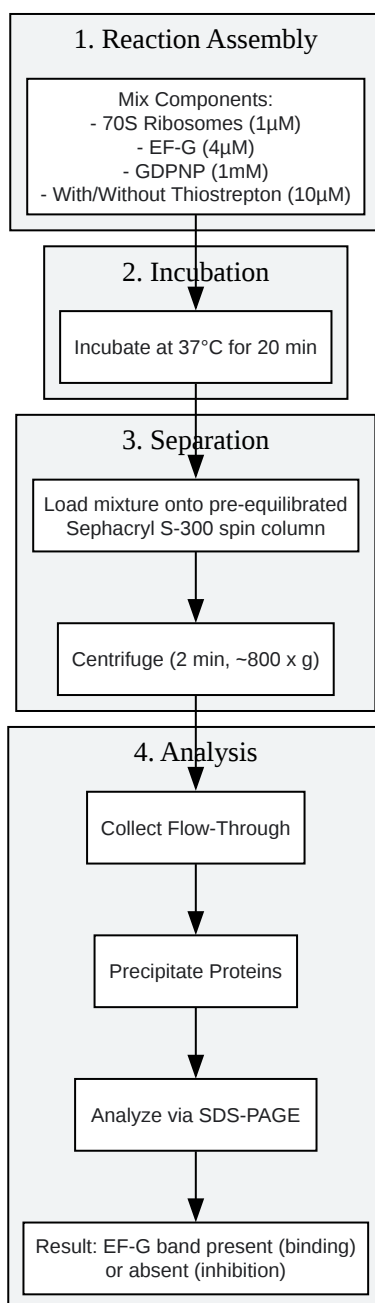 1. Reaction Assembly
Mix Components:
- 70S Ribosomes (1µM)
- EF-G (4µM)
- GDPNP (1mM)
- With/Without Thiostrepton (10µM)
2. Incubation
Incubate at 37°C for 20 min
3. Separation
Load mixture onto pre-equilibrated
Sephacryl S-300 spin column
Centrifuge (2 min, ~800 x g)
4. Analysis
Collect Flow-Through
Precipitate Proteins
Analyze via SDS-PAGE
Result: EF-G band present (binding)
or absent (inhibition)